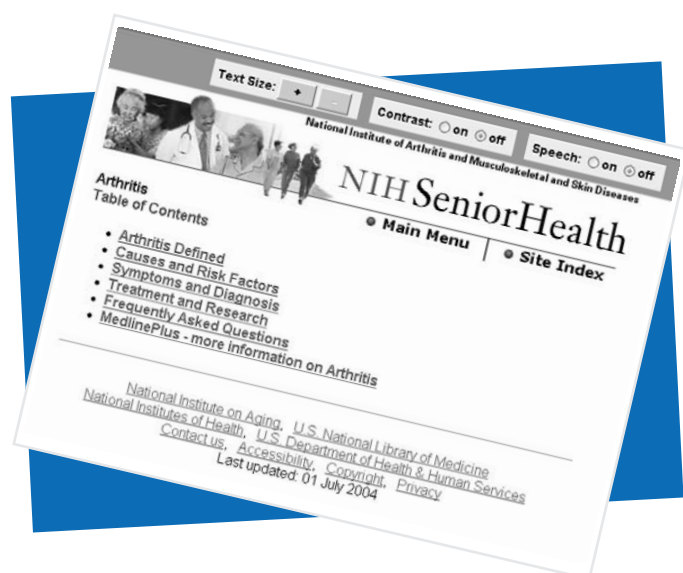 Text Size: + -
Contrast: on off
Speech: on off
National Institute of Arthritis and Musculoskeletal and Skin Diseases
NIH SeniorHealth
Main Menu
Site Index
Arthritis
Table of Contents
• Arthritis Defined
• Causes and Risk Factors
• Symptoms and Diagnosis
• Treatment and Research
• Frequently Asked Questions
• MedlinePlus - more information on Arthritis
National Institute on Aging, U.S. National Library of Medicine
National Institutes of Health, U.S. Department of Health & Human Services
Contact us, Accessibility, Copyright, Privacy
Last updated: 01 July 2004